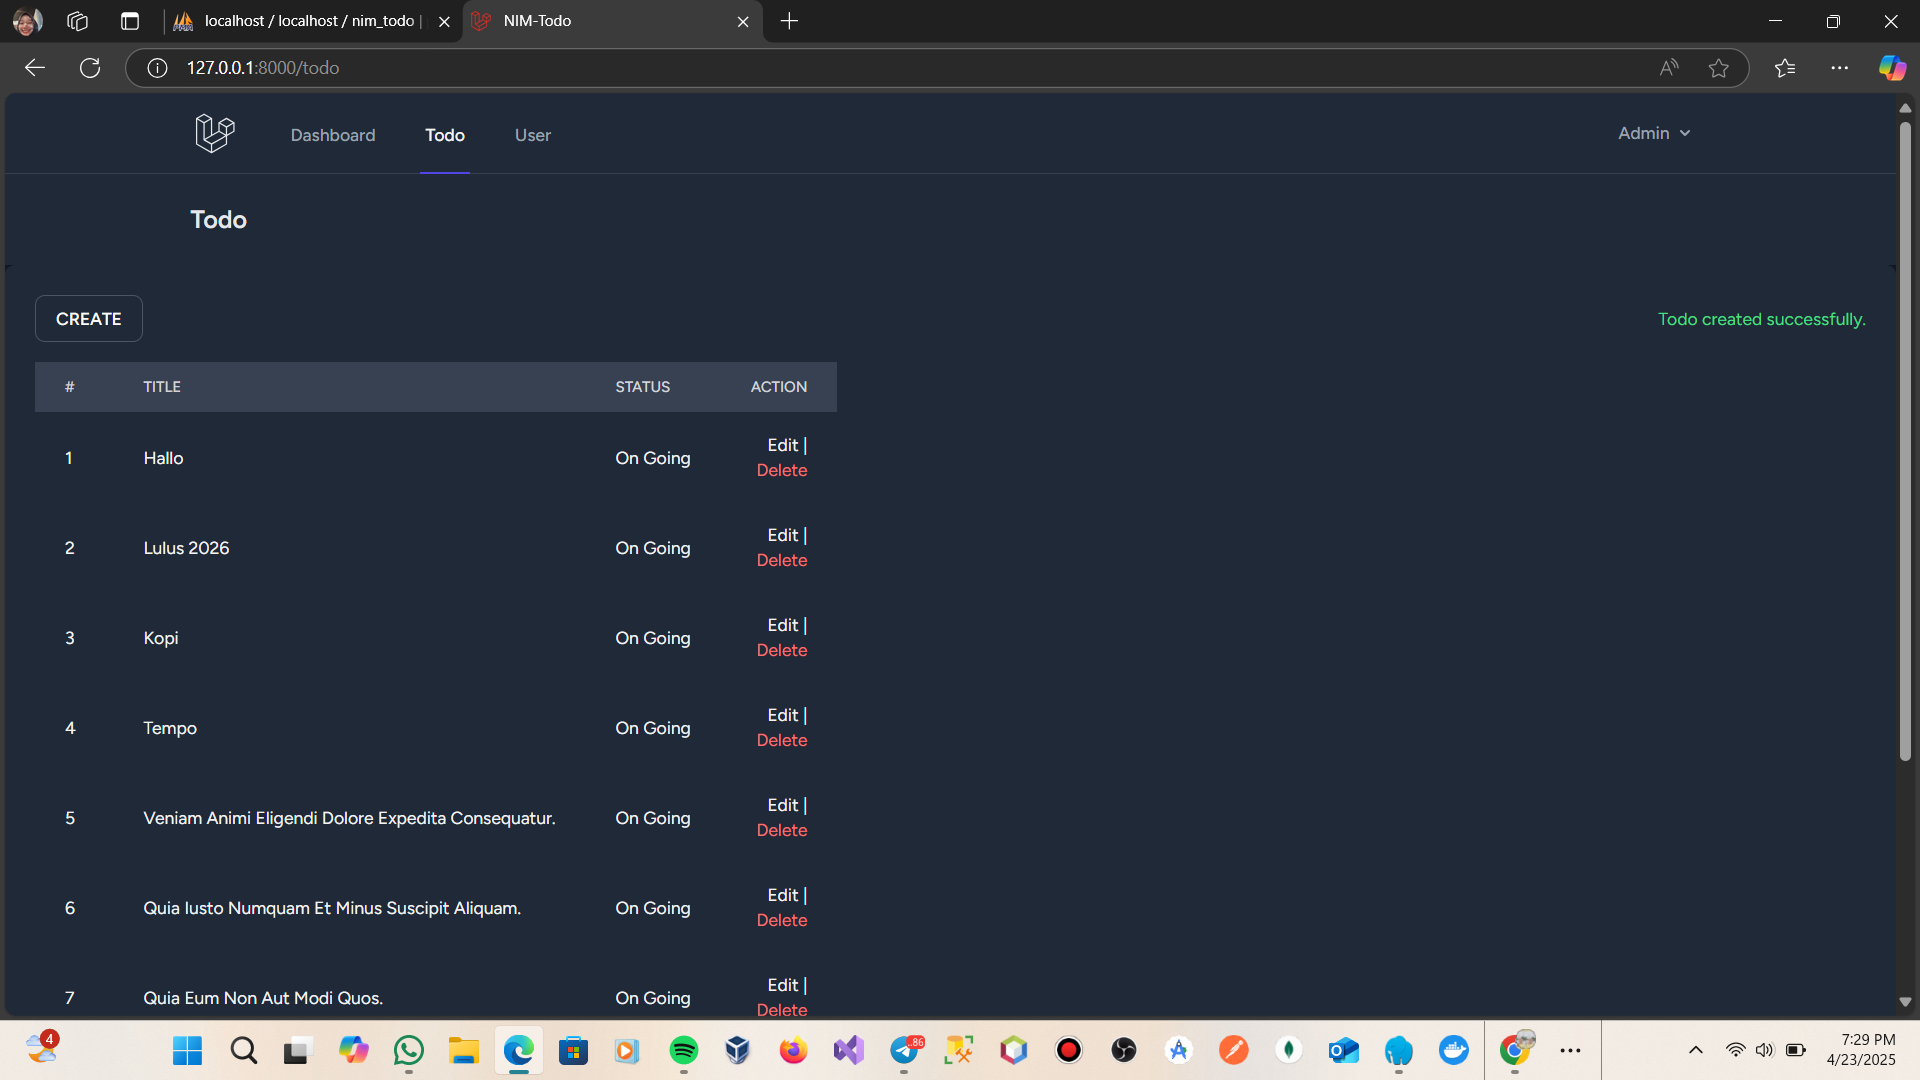 localhost / localhost / nim_todo |
NIM-Todo
127.0.0.1:8000/todo
Dashboard
Todo
User
Admin
Todo
CREATE
Todo created successfully.
# TITLE STATUS ACTION
1 Hallo On Going Edit |
Delete
2 Lulus 2026 On Going Edit |
Delete
3 Kopi On Going Edit |
Delete
4 Tempo On Going Edit |
Delete
5 Veniam Animi Eligendi Dolore Expedita Consequatur. On Going Edit |
Delete
6 Quia Iusto Numquam Et Minus Suscipit Aliquam. On Going Edit |
Delete
7 Quia Eum Non Aut Modi Quos. On Going Edit |
Delete
4
7:29 PM
4/23/2025